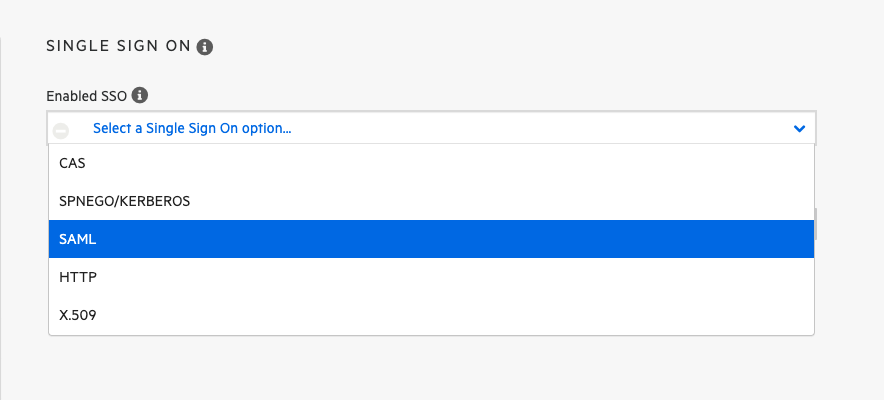 SINGLE SIGN ON
Enabled SSO
Select a Single Sign On option...
CAS
SPNEGO/KERBEROS
SAML
HTTP
X.509